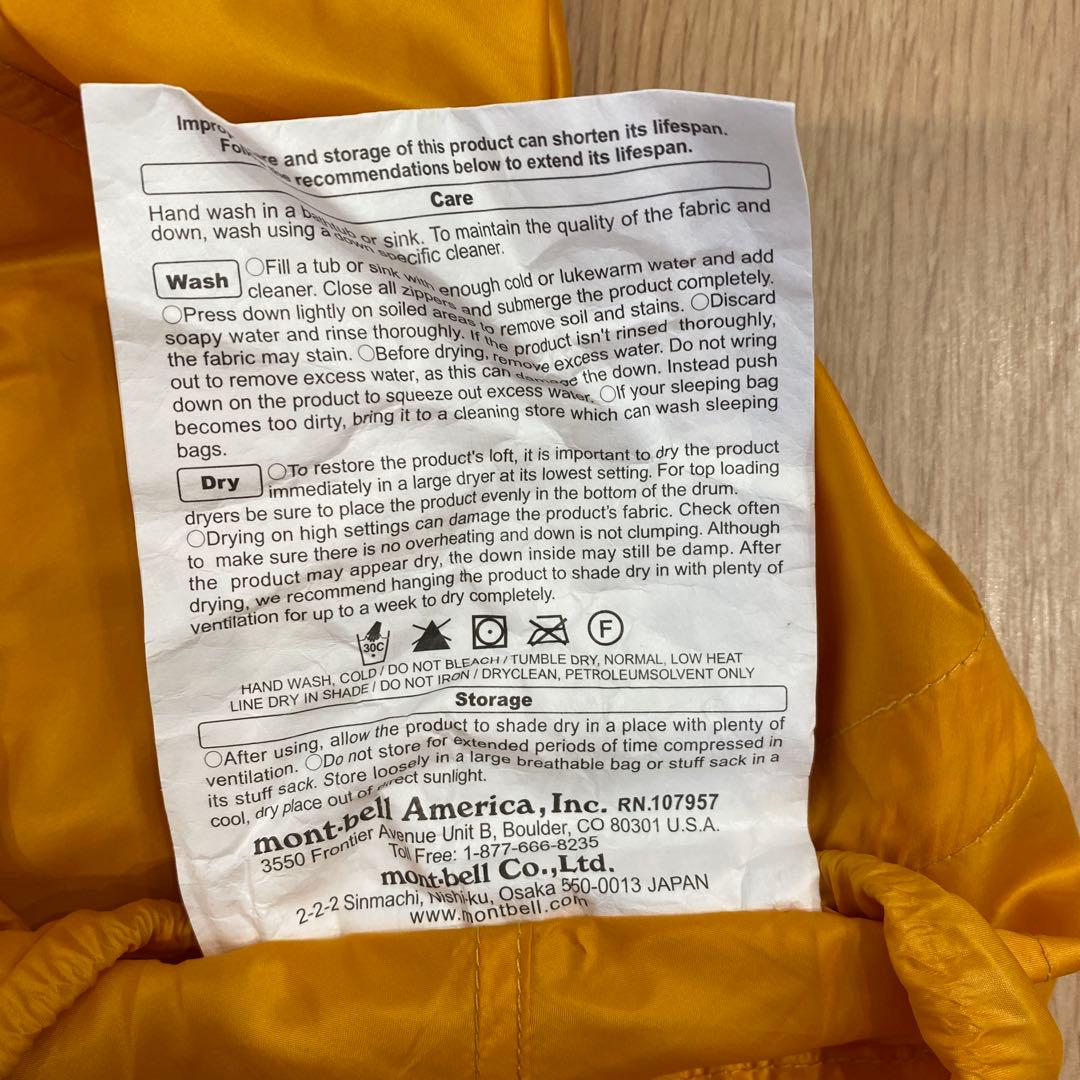 Impro
Fol re and storage of this product can shorten its lifespan.
recommendations below to extend its lifespan.
Care
Hand wash in a bathtub or sink. To maintain the quality of the fabric and
down, wash using a down specific cleaner.
Wash ○Fill a tub or sink with enough cold or lukewarm water and add
cleaner. Close all zippers and submerge the product completely.
○Press down lightly on soiled areas to remove soil and stains. ○Discard
soapy water and rinse thoroughly. If the product isn't rinsed thoroughly,
the fabric may stain. ○Before drying, remove excess water. Do not wring
out to remove excess water, as this can damage the down. Instead push
down on the product to squeeze out excess water. ○If your sleeping bag
becomes too dirty, bring it to a cleaning store which can wash sleeping
bags.
Dry ○To restore the product's loft, it is important to dry the product
immediately in a large dryer at its lowest setting. For top loading
dryers be sure to place the product evenly in the bottom of the drum.
○Drying on high settings can damage the product's fabric. Check often
to make sure there is no overheating and down is not clumping. Although
the product may appear dry, the down inside may still be damp. After
drying, we recommend hanging the product to shade dry in with plenty of
ventilation for up to a week to dry completely.
30C F
HAND WASH, COLD / DO NOT BLEACH / TUMBLE DRY, NORMAL, LOW HEAT
LINE DRY IN SHADE / DO NOT IRON / DRYCLEAN, PETROLEUMSOLVENT ONLY
Storage
○After using, allow the product to shade dry in a place with plenty of
ventilation. ○Do not store for extended periods of time compressed in
its stuff sack. Store loosely in a large breathable bag or stuff sack in a
cool, dry place out of direct sunlight.
mont-bell America, Inc. RN.107957
3550 Frontier Avenue Unit B, Boulder, CO 80301 U.S.A.
Toll Free: 1-877-666-8235
mont-bell Co.,Ltd.
2-2-2 Sinmachi, Nishi-ku, Osaka 550-0013 JAPAN
www.montbell.com